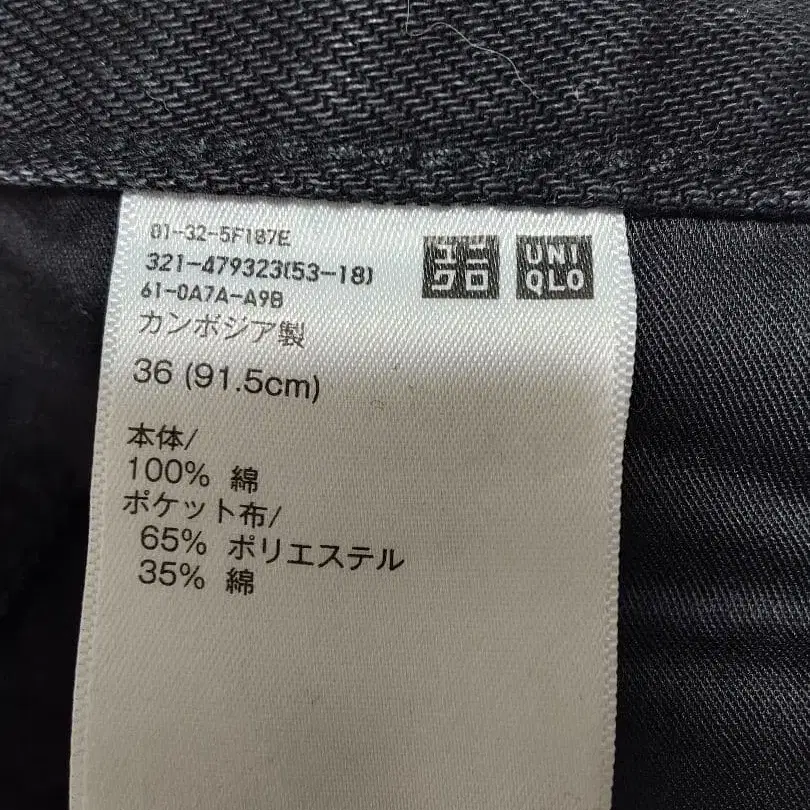 01-32-5F187E
321-479323(53-18)
61-0A7A-A9B
カンボジア製
36 (91.5cm)
ユニ
クロ
UNI
QLO
本体/
100% 綿
ポケット布/
65% ポリエステル
35% 綿